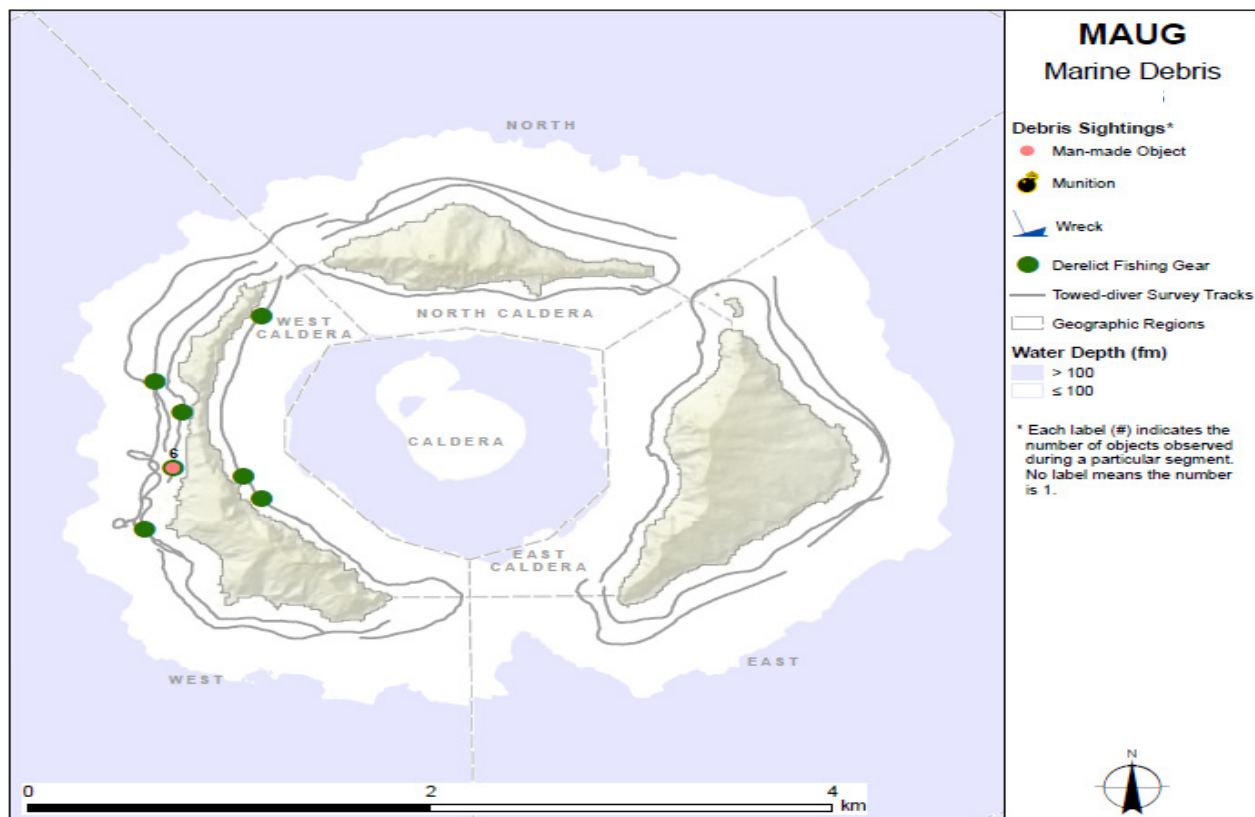 MAUG
Marine Debris
Debris Sightings*
Man-made Object
Munition
Wreck
Derelict Fishing Gear
Towed-diver Survey Tracks
Geographic Regions
Water Depth (fm)
> 100
≤ 100
* Each label (#) indicates the
number of objects observed
during a particular segment.
No label means the number
is 1.
N
NORTH
WEST
CALDERA
NORTH CALDERA
CALDERA
6
EAST
CALDERA
WEST
EAST
0 2 4
km